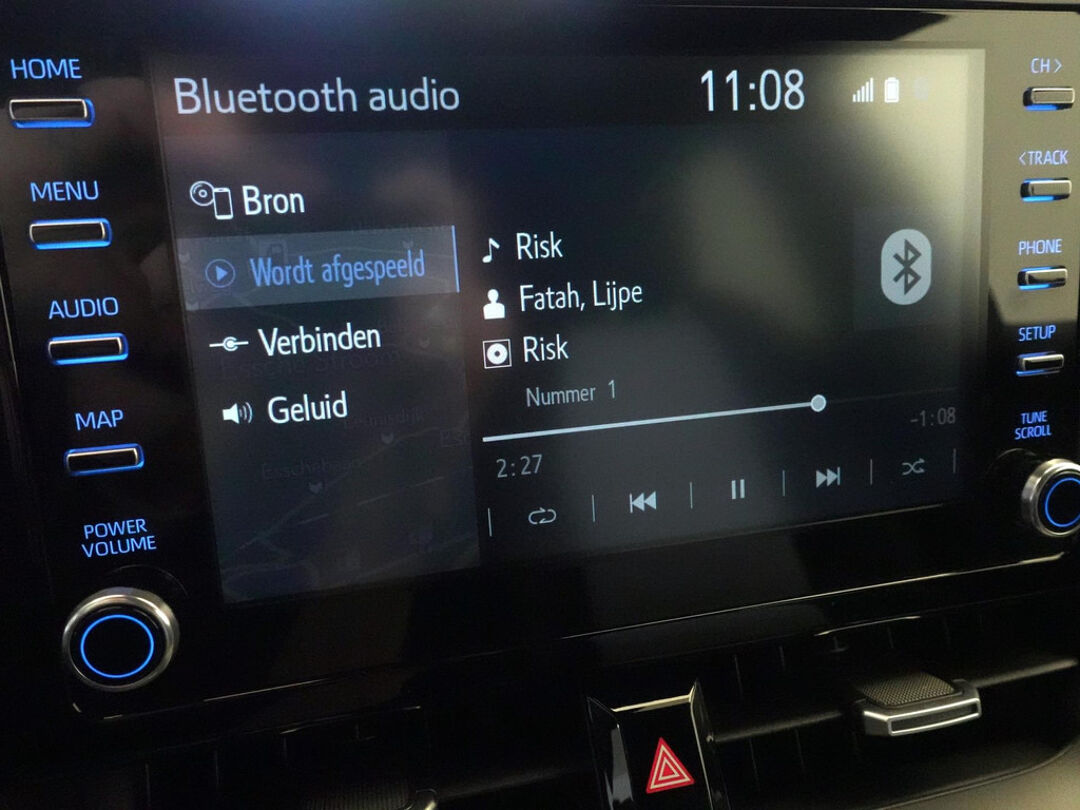 HOME
MENU
AUDIO
MAP
POWER
VOLUME
Bluetooth audio
11:08
Bron
Wordt afgespeeld
Verbinden
Geluid
Risk
Fatah, Lijpe
Risk
Nummer 1
2:27
-1:08
CH>
<TRACK
PHONE
SETUP
TUNE
SCROLL